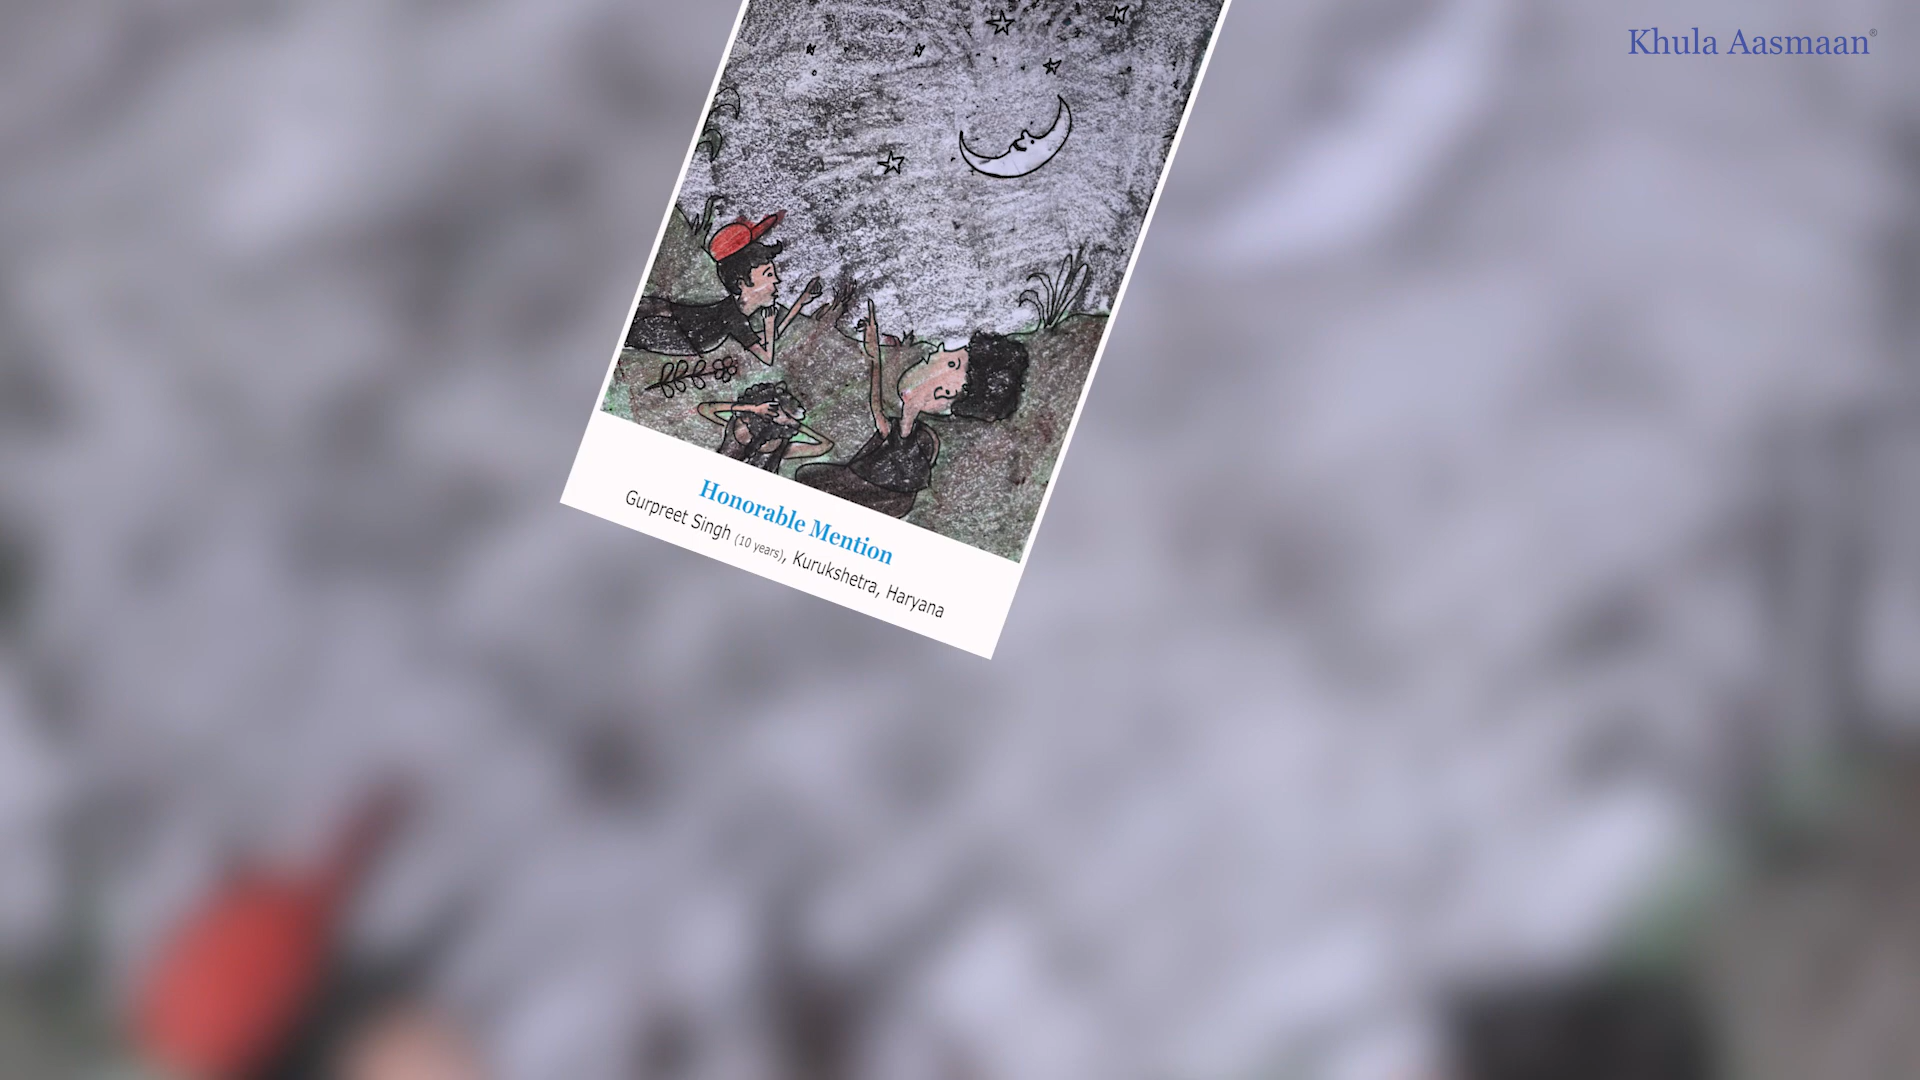 Khula Aasmaan®
Honorable Mention
Gurpreet Singh (10 years), Kurukshetra, Haryana